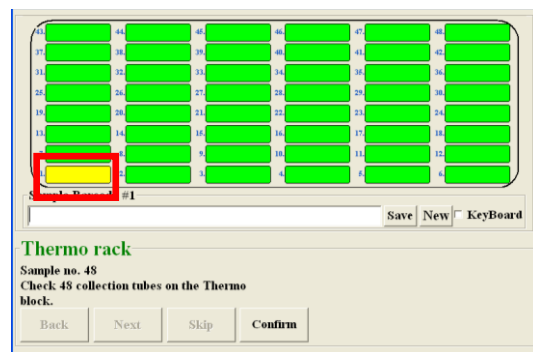 43. 44. 45. 46. 47. 48.
37. 38. 39. 40. 41. 42.
31. 32. 33. 34. 35. 36.
25. 26. 27. 28. 29. 30.
19. 20. 21. 22. 23. 24.
13. 14. 15. 16. 17. 18.
8. 9. 10. 11. 12.
1. 2. 3. 4. 5. 6.
#1
Save New KeyBoard
Thermo rack
Sample no. 48
Check 48 collection tubes on the Thermo
block.
Back Next Skip Confirm